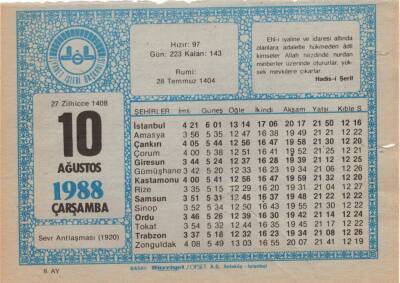 Hızır: 97
Gün: 223 Kalan: 143
Rumi:
28 Temmuz 1404
Ehl-i iyaline ve idaresi altında
olanlara adaletle hükmeden âdil
kimseler Allah nezdinde nurdan
minberler üzerinde otururlar, yük-
sek mevkilere çıkarlar.
Hadis-i Şerif
27 Zilhicce 1408
10
AĞUSTOS
1988
ÇARŞAMBA
Sevr Antlaşması (1920)
8. AY
ŞEHİRLER İms. Güneş Öğle İkindi Akşam Yatsı Kıble S.
İstanbul 4 21 6 01 13 14 17 06 20 17 21 50 12 16
Amasya 3 56 5 35 12 47 16 38 19 49 21 21 12 22
Çankırı 4 05 5 44 12 56 16 47 19 58 21 30 12 20
Çorum 4 00 5 38 12 51 16 41 19 52 21 25 12 21
Giresun 3 44 5 24 12 37 16 28 19 39 21 12 12 25
Gümüşhane 3 42 5 20 12 33 16 23 19 34 21 06 12 26
Kastamonu 4 00 5 41 12 56 16 47 19 59 21 32 12 20
Rize 3 35 5 15 12 29 16 20 19 31 21 04 12 27
Samsun 3 51 5 31 12 45 16 37 19 48 21 22 12 22
Sinop 3 52 5 34 12 50 16 43 19 54 21 30 12 21
Ordu 3 46 5 26 12 39 16 30 19 42 21 14 12 24
Tokat 3 54 5 32 12 44 16 35 19 45 21 17 12 22
Trabzon 3 37 5 18 12 32 16 23 19 34 21 08 12 26
Zonguldak 4 08 5 49 13 03 16 55 20 07 21 41 12 19
BASKI: Hürriyet / OFSET A.Ş. Sefaköy - İstanbul